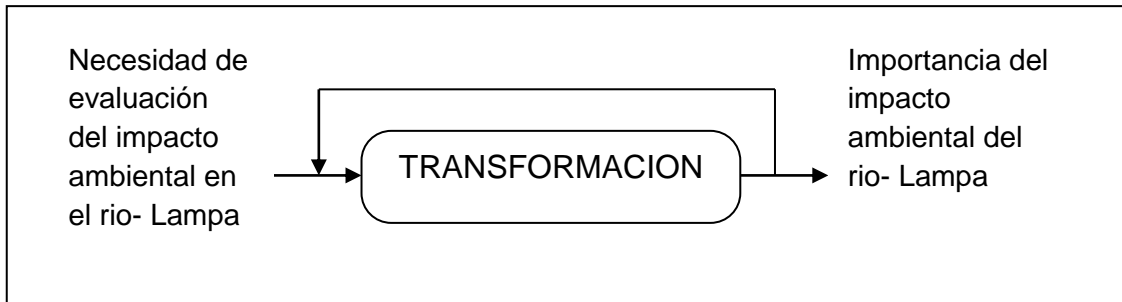 Necesidad de
evaluación
del impacto
ambiental en
el rio- Lampa
TRANSFORMACION
Importancia del
impacto
ambiental del
rio- Lampa